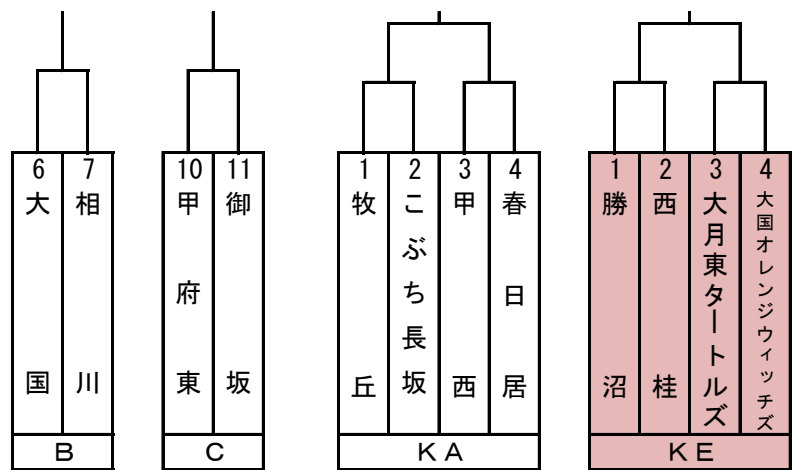 6 7
大国
相川
B
10 11
甲府東
御坂
C
1 2 3 4
牧丘
こぶち長坂
甲西
春日居
KA
1 2 3 4
勝沼
西桂
大月東タートルズ
大国オレンジウィッチズ
KE